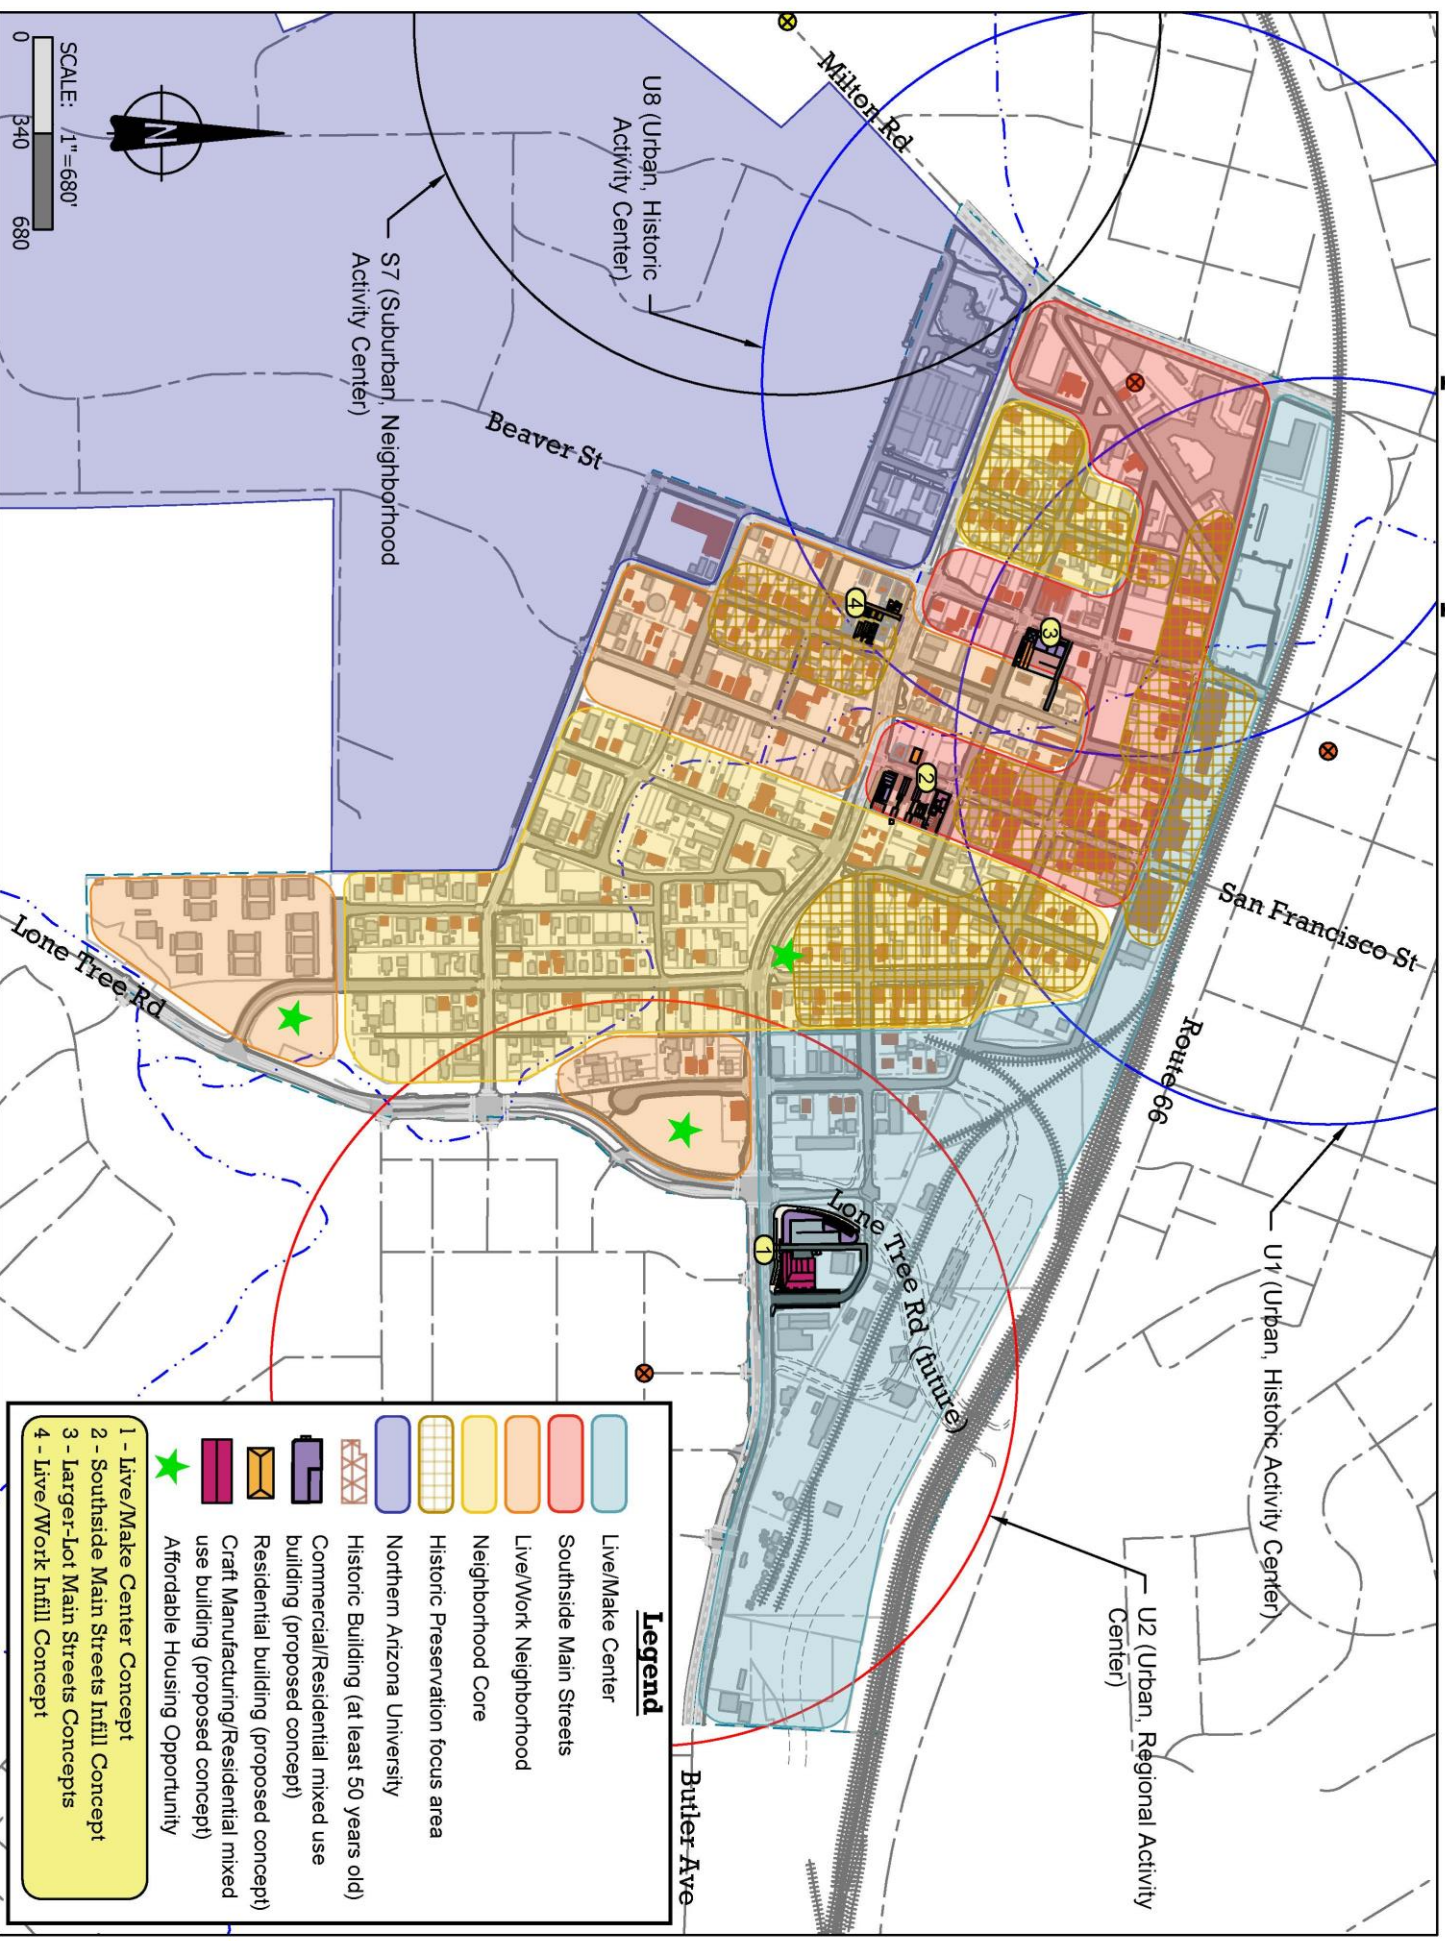 Milton Rd
U8 (Urban, Historic
Activity Center)
S7 (Suburban, Neighborhood
Activity Center)
Beaver St
San Francisco St
Route 66
U1 (Urban, Historic Activity Center)
U2 (Urban, Regional Activity
Center)
Lone Tree Rd
Lone Tree Rd (future)
Butler Ave
1
2
3
4
N
SCALE: 1"=680'
0
340
680
Legend
Live/Make Center
Southside Main Streets
Live/Work Neighborhood
Neighborhood Core
Historic Preservation focus area
Northern Arizona University
Historic Building (at least 50 years old)
Commercial/Residential mixed use
building (proposed concept)
Residential building (proposed concept)
Craft Manufacturing/Residential mixed
use building (proposed concept)
Affordable Housing Opportunity
1 - Live/Make Center Concept
2 - Southside Main Streets Infill Concept
3 - Larger-Lot Main Streets Concepts
4 - Live/Work Infill Concept